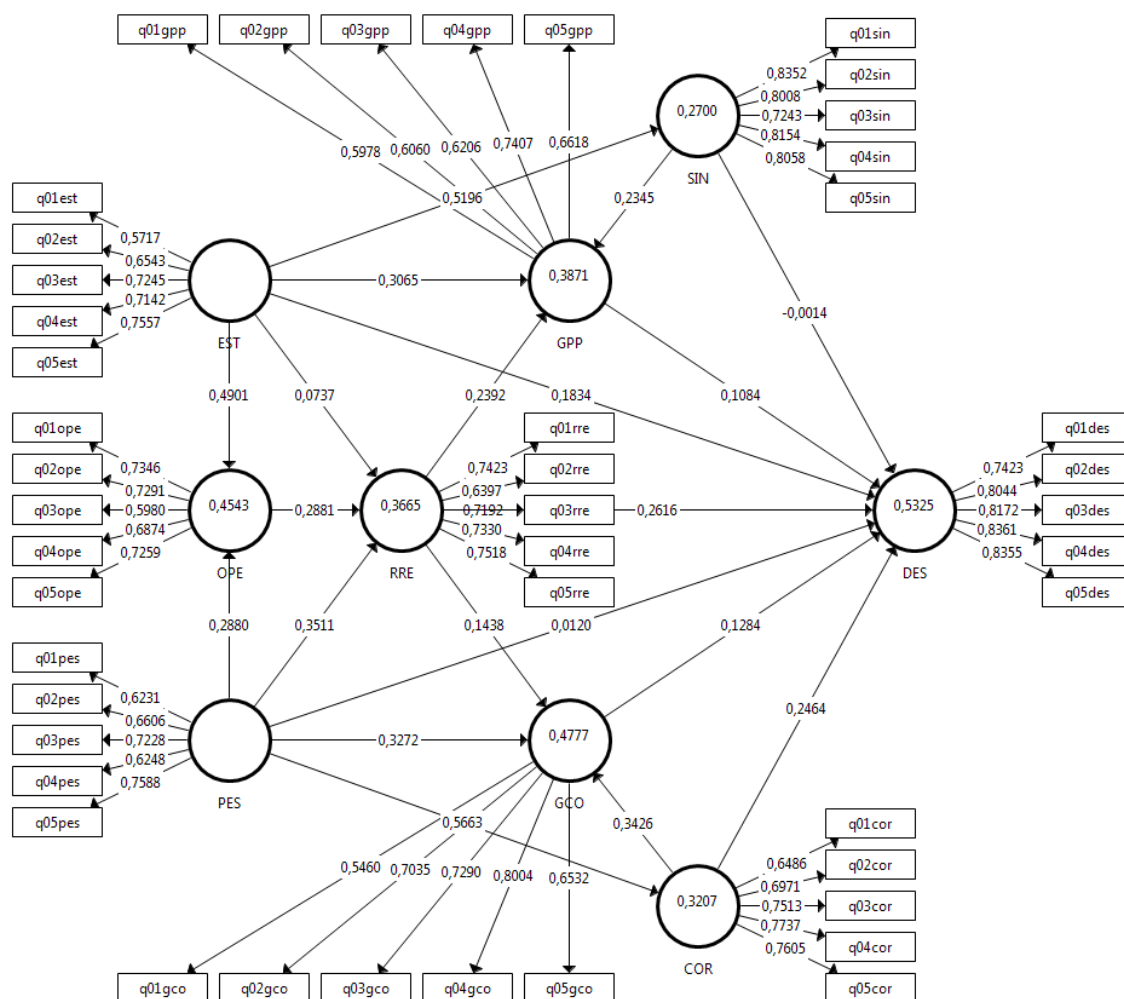 q01gpp q02gpp q03gpp q04gpp q05gpp
q01sin
0,8352
q02sin
0,8008
0,2700
0,7243
q03sin
0,8154
q04sin
0,8058
SIN
q05sin
0,5978
0,6060
0,6206
0,7407
0,6618
0,5196
0,2345
q01est
0,5717
q02est
0,6543
q03est
0,7245
0,7142
q04est
0,7557
q05est
EST
0,3065
0,3871
GPP
-0,0014
0,4901
0,0737
0,2392
0,1834
0,1084
q01ope
0,7346
q02ope
0,7291
q03ope
0,5980
0,6874
q04ope
0,7259
q05ope
0,4543
OPE
0,2881
0,3665
RRE
q01rre
0,7423
q02rre
0,6397
0,7192
q03rre
0,7330
q04rre
0,7518
q05rre
0,2616
0,5325
DES
q01des
0,7423
q02des
0,8044
q03des
0,8172
0,8361
q04des
0,8355
q05des
0,2880
0,3511
0,1438
0,0120
0,1284
q01pes
0,6231
q02pes
0,6606
q03pes
0,7228
0,6248
q04pes
0,7588
q05pes
PES
0,3272
0,4777
GCO
0,2464
0,5663
0,3426
q01cor
0,6486
q02cor
0,6971
0,3207
0,7513
q03cor
0,7737
q04cor
0,7605
COR
q05cor
0,5460
0,7035
0,7290
0,8004
0,6532
q01gco q02gco q03gco q04gco q05gco